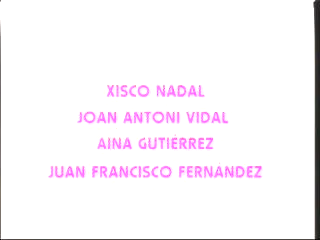 XISCO NADAL
JOAN ANTONI VIDAL
AINA GUTIÉRREZ
JUAN FRANCISCO FERNANDEZ